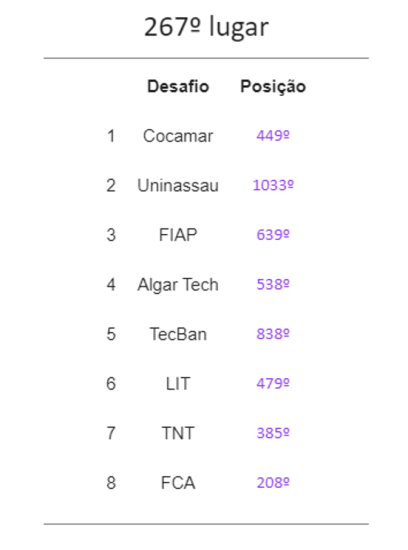 267º lugar
Desafio Posição
1 Cocamar 449º
2 Uninassau 1033º
3 FIAP 639º
4 Algar Tech 538º
5 TecBan 838º
6 LIT 479º
7 TNT 385º
8 FCA 208º